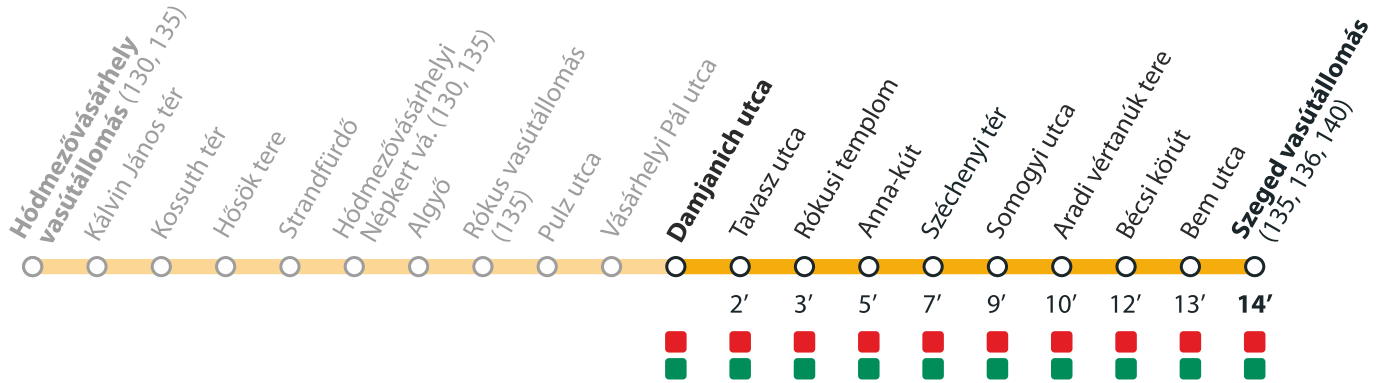 Hódmezővásárhely
vasútállomás (130, 135)
Kálvin János tér
Kossuth tér
Hősök tere
Strandfürdő
Hódmezővásárhelyi
Népkert vá. (130, 135)
Algyő
Rókus vasútállomás
(135)
Pulz utca
Vásárhelyi Pál utca
Damjanich utca
Tavasz utca
Rókusi templom
Anna-kút
Széchenyi tér
Somogyi utca
Aradi vértanúk tere
Bécsi körút
Bem utca
Szeged vasútállomás
(135, 136, 140)
2’ 3’ 5’ 7’ 9’ 10’ 12’ 13’ 14’